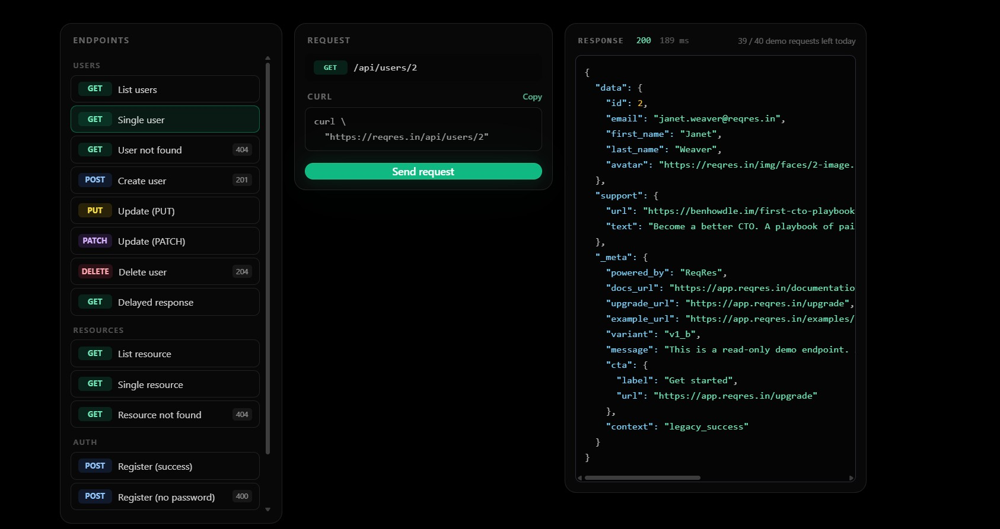 ENDPOINTS
USERS
GET List users
GET Single user
GET User not found 404
POST Create user 201
PUT Update (PUT)
PATCH Update (PATCH)
DELETE Delete user 204
GET Delayed response
RESOURCES
GET List resource
GET Single resource
GET Resource not found 404
AUTH
POST Register (success)
POST Register (no password) 400
REQUEST
GET /api/users/2
CURL Copy
curl \
"https://reqres.in/api/users/2"
Send request
RESPONSE 200 189 ms 39 / 40 demo requests left today
{
"data": {
"id": 2,
"email": "janet.weaver@reqres.in",
"first_name": "Janet",
"last_name": "Weaver",
"avatar": "https://reqres.in/img/faces/2-image.
},
"support": {
"url": "https://benhowdle.im/first-cto-playbook
"text": "Become a better CTO. A playbook of pai
},
"_meta": {
"powered_by": "ReqRes",
"docs_url": "https://app.reqres.in/documentatio
"upgrade_url": "https://app.reqres.in/upgrade",
"example_url": "https://app.reqres.in/examples/
"variant": "v1_b",
"message": "This is a read-only demo endpoint.
"cta": {
"label": "Get started",
"url": "https://app.reqres.in/upgrade"
},
"context": "legacy_success"
}
}